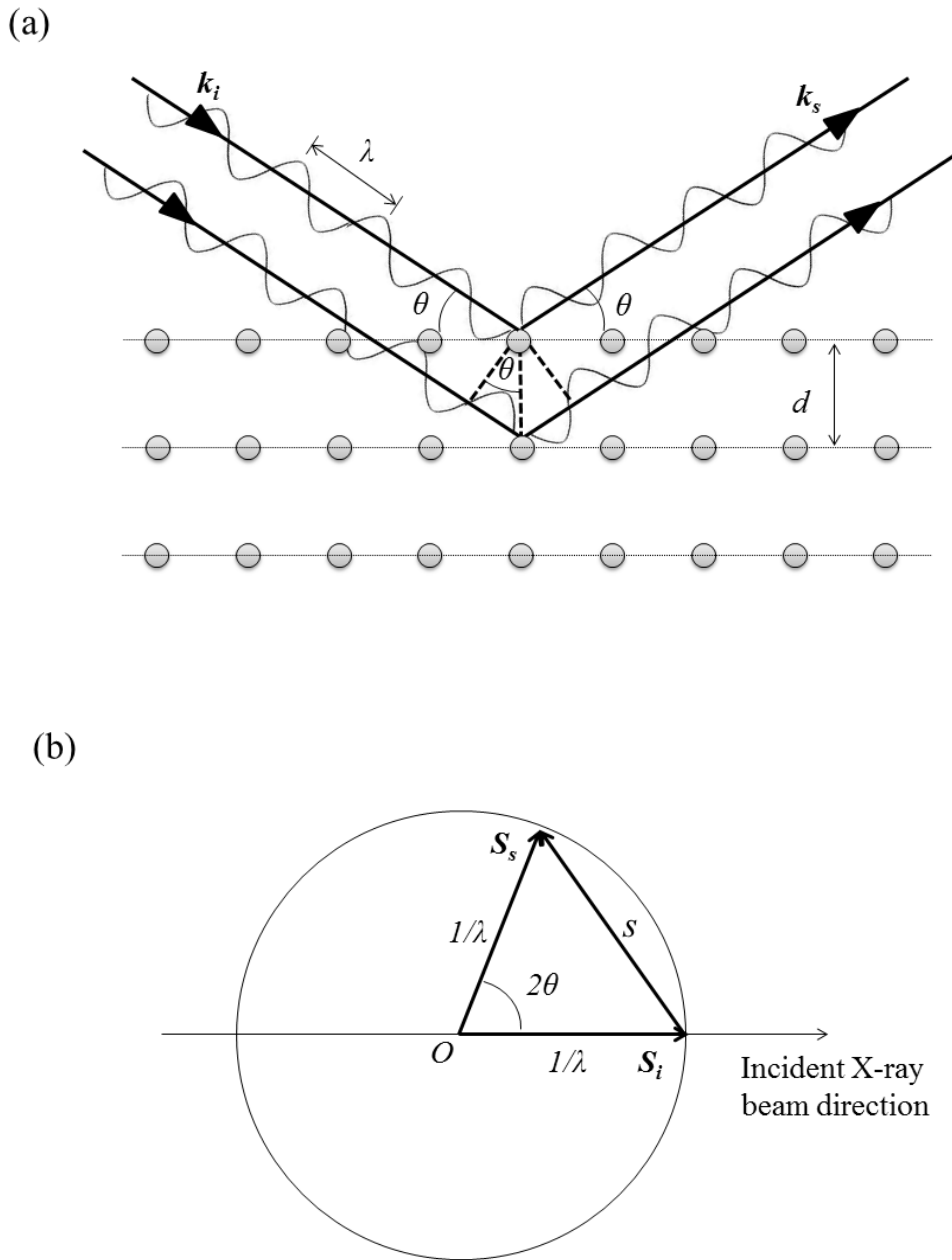 (a)
k_i
k_s
λ
θ
θ
θ
d
(b)
S_s
1/λ
s
2θ
O
1/λ
S_i
Incident X-ray
beam direction